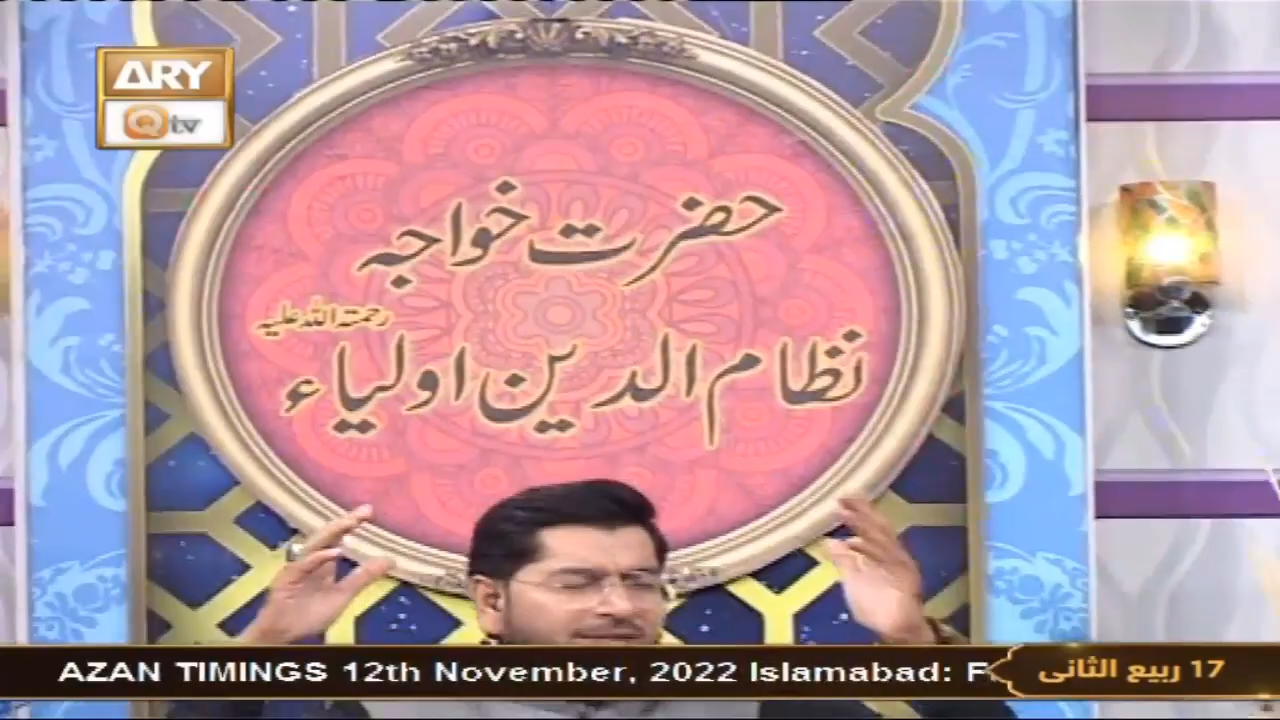 ARY
Qtv
حضرت خواجہ
رحمتہ اللہ علیہ
نظام الدین اولیاء
AZAN TIMINGS 12th November, 2022 Islamabad:
17 ربیع الثانی